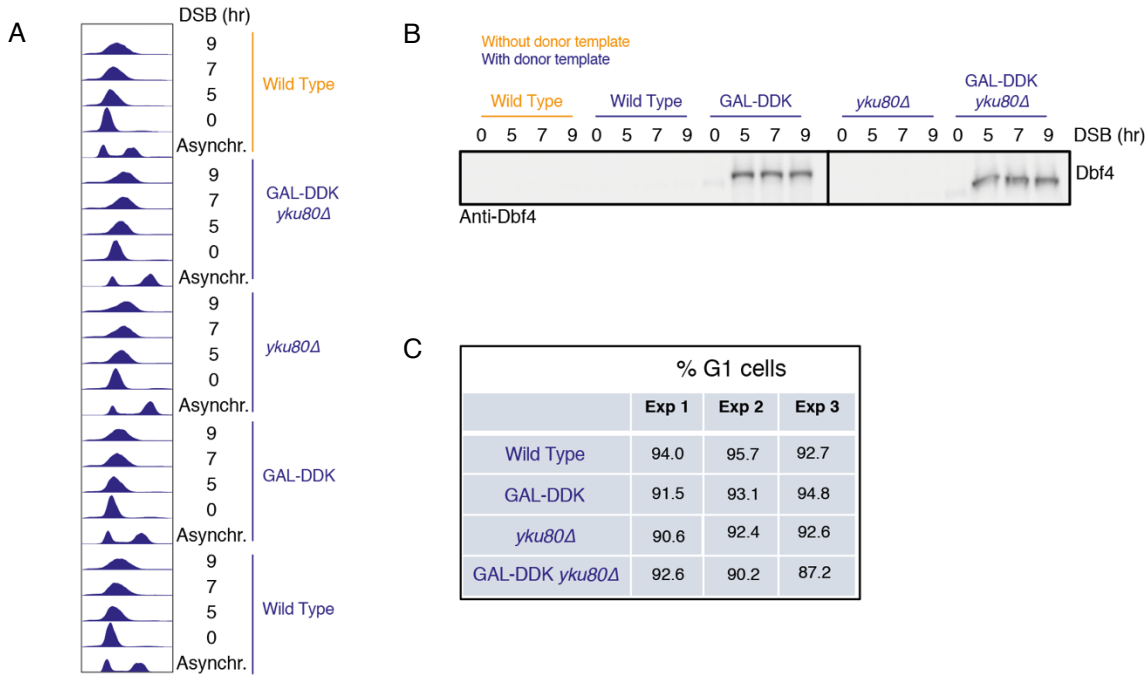 A
DSB (hr)
9
7
5
0
Asynchr.
Wild Type
9
7
5
0
Asynchr.
GAL-DDK
yku80Δ
9
7
5
0
Asynchr.
yku80Δ
9
7
5
0
Asynchr.
GAL-DDK
9
7
5
0
Asynchr.
Wild Type
B
Without donor template
With donor template
Wild Type Wild Type GAL-DDK yku80Δ GAL-DDK
yku80Δ
0 5 7 9 0 5 7 9 0 5 7 9 0 5 7 9 0 5 7 9 DSB (hr)
Dbf4
Anti-Dbf4
C
% G1 cells
Exp 1 Exp 2 Exp 3
Wild Type 94.0 95.7 92.7
GAL-DDK 91.5 93.1 94.8
yku80Δ 90.6 92.4 92.6
GAL-DDK yku80Δ 92.6 90.2 87.2